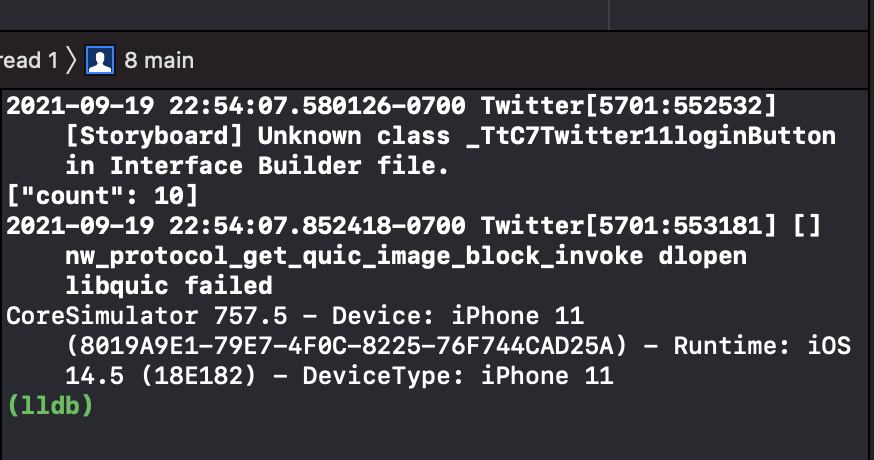 read 1 〉 8 main
2021-09-19 22:54:07.580126-0700 Twitter[5701:552532]
[Storyboard] Unknown class _TtC7Twitter11loginButton
in Interface Builder file.
["count": 10]
2021-09-19 22:54:07.852418-0700 Twitter[5701:553181] []
nw_protocol_get_quic_image_block_invoke dlopen
libquic failed
CoreSimulator 757.5 - Device: iPhone 11
(8019A9E1-79E7-4F0C-8225-76F744CAD25A) - Runtime: iOS
14.5 (18E182) - DeviceType: iPhone 11
(lldb)